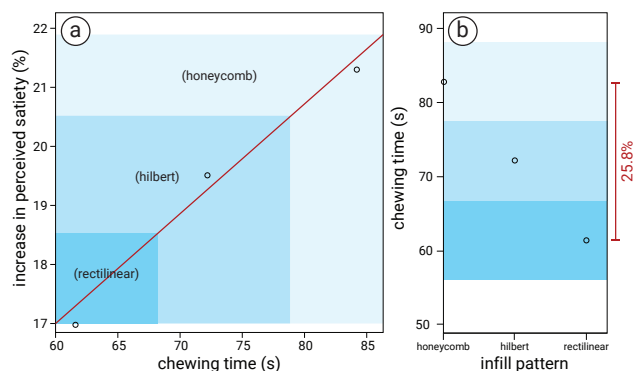 a
increase in perceived satiety (%)
22
21
20
19
18
17
(honeycomb)
(hilbert)
(rectilinear)
60
65
70
75
80
85
chewing time (s)
b
chewing time (s)
90
80
70
60
50
25.8%
honeycomb
hilbert
rectilinear
infill pattern